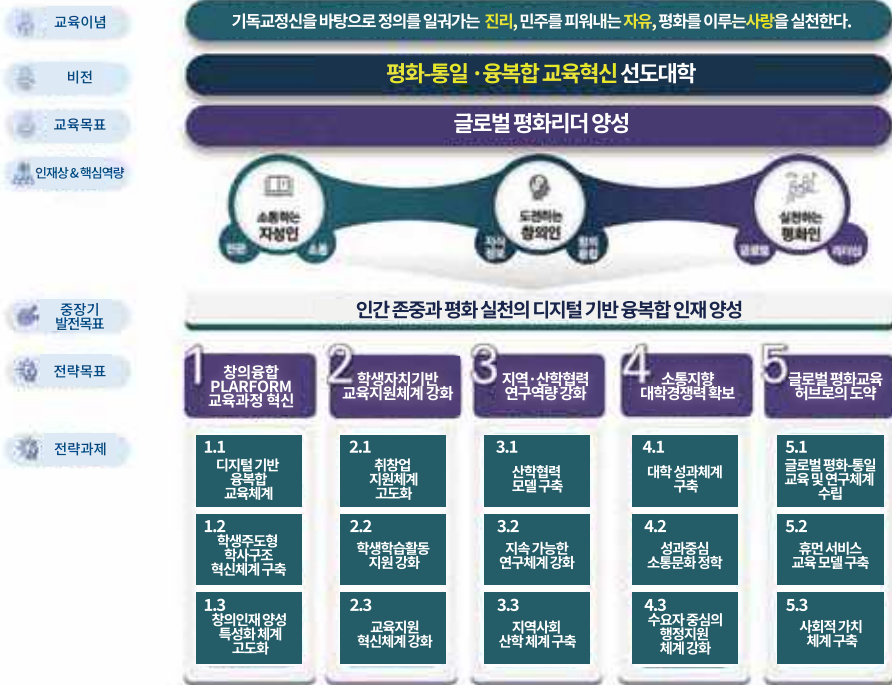 교육이념
기독교정신을 바탕으로 정의를 일궈가는 진리, 민주를 피워내는 자유, 평화를 이루는사랑을 실천한다.
비전
평화-통일 · 융복합 교육혁신 선도대학
교육목표
글로벌 평화리더 양성
인재상 & 핵심역량
소통하는
지성인
소통
도전하는
창의인
지식
정보
창의
융합
실천하는
평화인
글로벌
리더십
중장기
발전목표
인간 존중과 평화 실천의 디지털 기반 융복합 인재 양성
전략목표
1
창의융합
PLARFORM
교육과정 혁신
2
학생자치기반
교육지원체계 강화
3
지역·산학협력
연구역량 강화
4
소통지향
대학경쟁력 확보
5
글로벌 평화교육
허브로의 도약
전략과제
1.1
디지털 기반
융복합
교육체계
2.1
취창업
지원체계
고도화
3.1
산학협력
모델 구축
4.1
대학 성과체계
구축
5.1
글로벌 평화-통일
교육 및 연구체계
수립
1.2
학생주도형
학사구조
혁신체계 구축
2.2
학생학습활동
지원 강화
3.2
지속 가능한
연구체계 강화
4.2
성과중심
소통문화 정학
5.2
휴먼 서비스
교육 모델 구축
1.3
창의인재 양성
특성화 체계
고도화
2.3
교육지원
혁신체계 강화
3.3
지역사회
산학 체계 구축
4.3
수요자 중심의
행정지원
체계 강화
5.3
사회적 가치
체계 구축